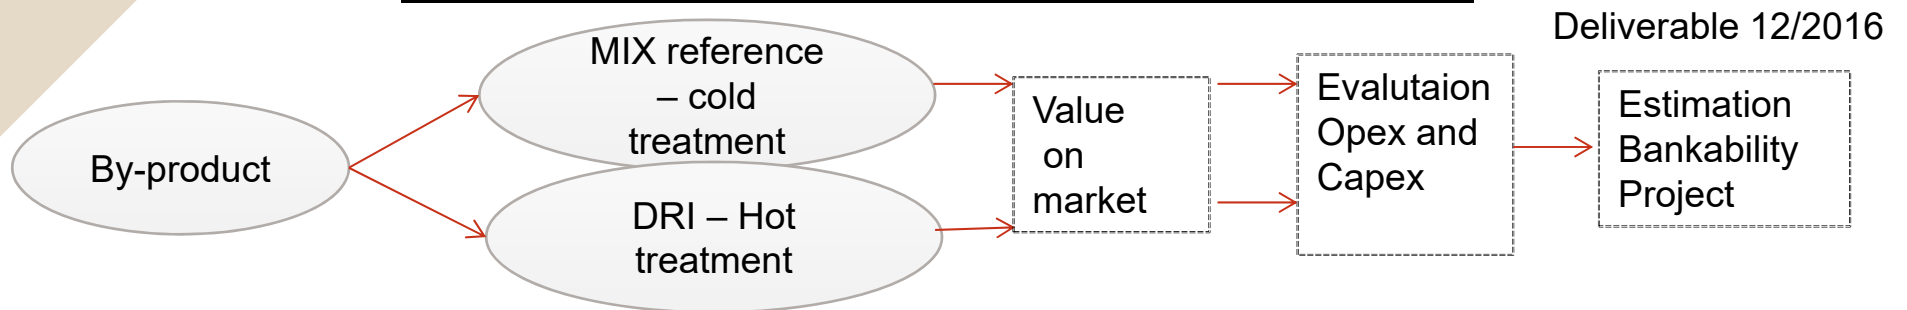 Deliverable 12/2016
By-product
MIX reference
– cold
treatment
DRI – Hot
treatment
Value
on
market
Evalutaion
Opex and
Capex
Estimation
Bankability
Project